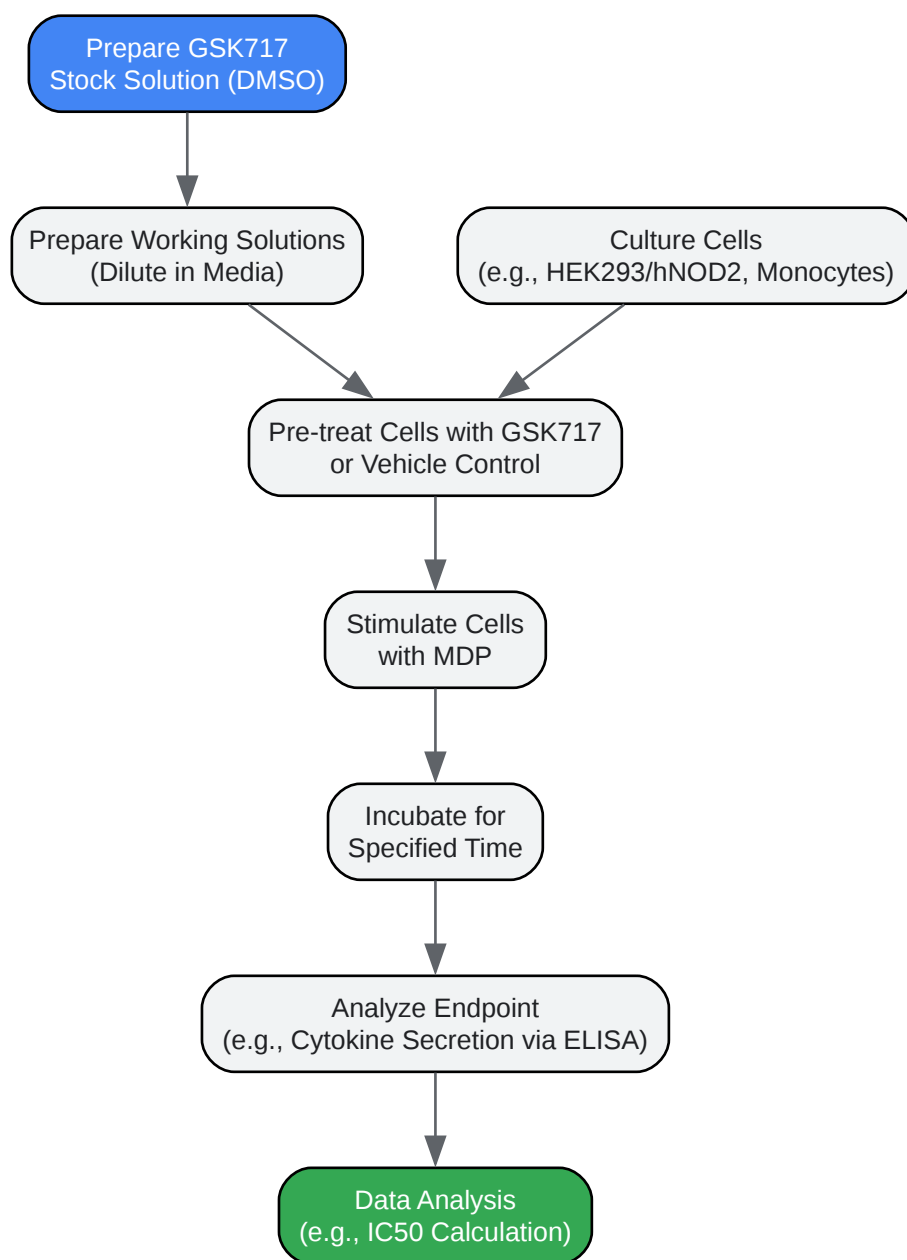 Prepare GSK717
Stock Solution (DMSO)
Prepare Working Solutions
(Dilute in Media)
Culture Cells
(e.g., HEK293/hNOD2, Monocytes)
Pre-treat Cells with GSK717
or Vehicle Control
Stimulate Cells
with MDP
Incubate for
Specified Time
Analyze Endpoint
(e.g., Cytokine Secretion via ELISA)
Data Analysis
(e.g., IC50 Calculation)